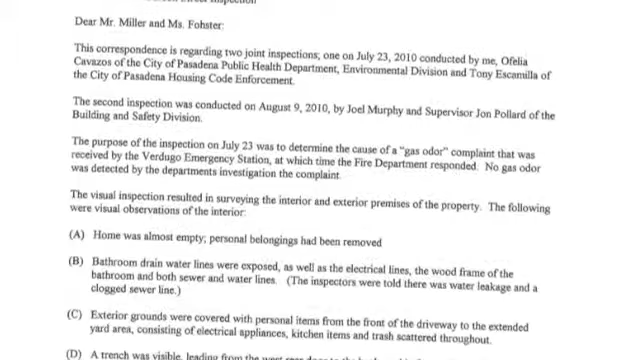 Inspection
Dear Mr. Miller and Ms. Fohster:
This correspondence is regarding two joint inspections; one on July 23, 2010 conducted by me, Ofelia
Cavazos of the City of Pasadena Public Health Department, Environmental Division and Tony Escamilla of
the City of Pasadena Housing Code Enforcement.
The second inspection was conducted on August 9, 2010, by Joel Murphy and Supervisor Jon Pollard of the
Building and Safety Division.
The purpose of the inspection on July 23 was to determine the cause of a "gas odor" complaint that was
received by the Verdugo Emergency Station, at which time the Fire Department responded. No gas odor
was detected by the departments investigation the complaint.
The visual inspection resulted in surveying the interior and exterior premises of the property. The following
were visual observations of the interior:
(A) Home was almost empty; personal belongings had been removed
(B) Bathroom drain water lines were exposed, as well as the electrical lines, the wood frame of the
bathroom and both sewer and water lines. (The inspectors were told there was water leakage and a
clogged sewer line.)
(C) Exterior grounds were covered with personal items from the front of the driveway to the extended
yard area, consisting of electrical appliances, kitchen items and trash scattered throughout.
(D) A trench was visible, leading from the